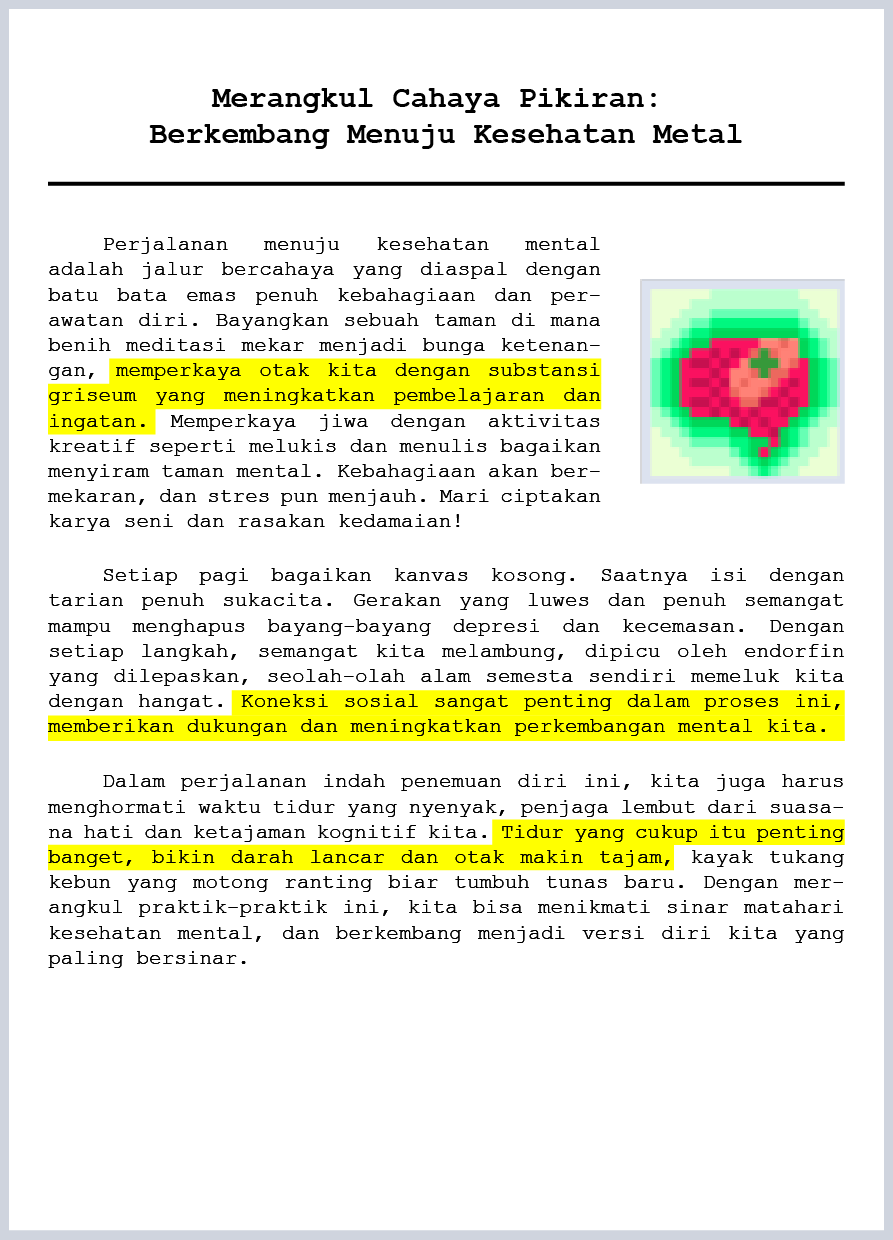 Merangkul Cahaya Pikiran:
Berkembang Menuju Kesehatan Metal
Perjalanan menuju kesehatan mental
adalah jalur bercahaya yang diaspal dengan
batu bata emas penuh kebahagiaan dan per-
awatan diri. Bayangkan sebuah taman di mana
benih meditasi mekar menjadi bunga ketenan-
gan, memperkaya otak kita dengan substansi
griseum yang meningkatkan pembelajaran dan
ingatan. Memperkaya jiwa dengan aktivitas
kreatif seperti melukis dan menulis bagaikan
menyiram taman mental. Kebahagiaan akan ber-
mekaran, dan stres pun menjauh. Mari ciptakan
karya seni dan rasakan kedamaian!
Setiap pagi bagaikan kanvas kosong. Saatnya isi dengan
tarian penuh sukacita. Gerakan yang luwes dan penuh semangat
mampu menghapus bayang-bayang depresi dan kecemasan. Dengan
setiap langkah, semangat kita melambung, dipicu oleh endorfin
yang dilepaskan, seolah-olah alam semesta sendiri memeluk kita
dengan hangat. Koneksi sosial sangat penting dalam proses ini,
memberikan dukungan dan meningkatkan perkembangan mental kita.
Dalam perjalanan indah penemuan diri ini, kita juga harus
menghormati waktu tidur yang nyenyak, penjaga lembut dari suasa-
na hati dan ketajaman kognitif kita. Tidur yang cukup itu penting
banget, bikin darah lancar dan otak makin tajam, kayak tukang
kebun yang motong ranting biar tumbuh tunas baru. Dengan mer-
angkul praktik-praktik ini, kita bisa menikmati sinar matahari
kesehatan mental, dan berkembang menjadi versi diri kita yang
paling bersinar.